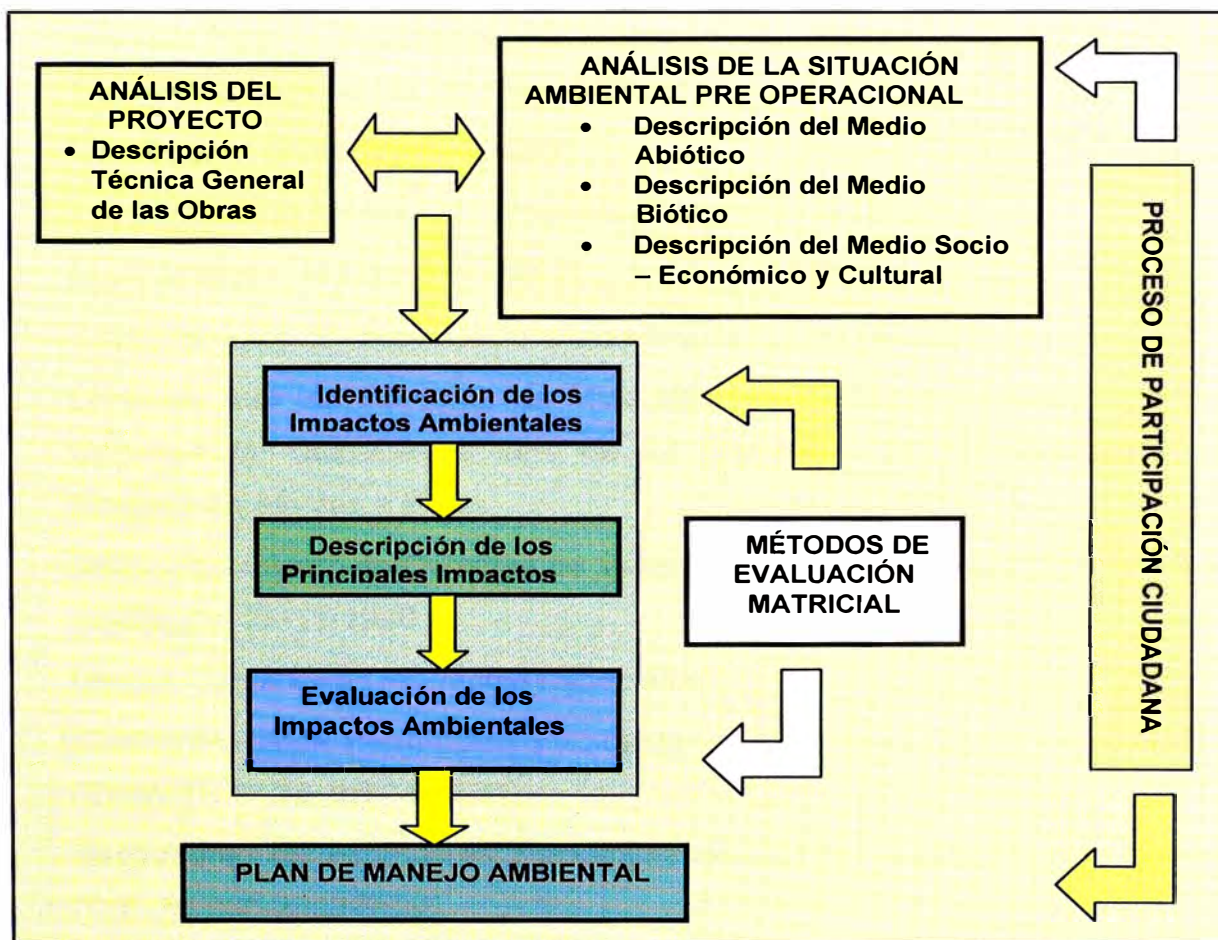 ANÁLISIS DEL
PROYECTO
• Descripción
Técnica General
de las Obras
ANÁLISIS DE LA SITUACIÓN
AMBIENTAL PRE OPERACIONAL
• Descripción del Medio
Abiótico
• Descripción del Medio
Biótico
• Descripción del Medio Socio
– Económico y Cultural
Identificación de los
Impactos Ambientales
Descripción de los
Principales Impactos
Evaluación de los
Impactos Ambientales
MÉTODOS DE
EVALUACIÓN
MATRICIAL
PROCESO DE PARTICIPACIÓN CIUDADANA
PLAN DE MANEJO AMBIENTAL